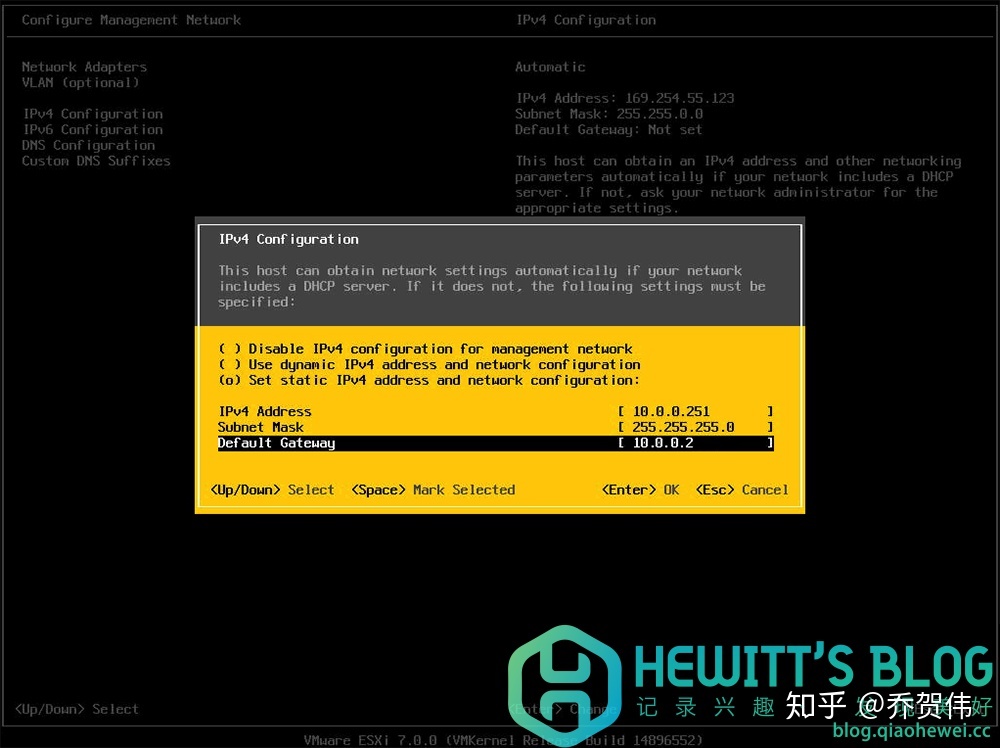 Configure Management Network
IPv4 Configuration
Network Adapters
VLAN (optional)
IPv4 Configuration
IPv6 Configuration
DNS Configuration
Custom DNS Suffixes
Automatic
IPv4 Address: 169.254.55.123
Subnet Mask: 255.255.0.0
Default Gateway: Not set
This host can obtain an IPv4 address and other networking
parameters automatically if your network includes a DHCP
server. If not, ask your network administrator for the
appropriate settings.
IPv4 Configuration
This host can obtain network settings automatically if your network
includes a DHCP server. If it does not, the following settings must be
specified:
( ) Disable IPv4 configuration for management network
( ) Use dynamic IPv4 address and network configuration
(o) Set static IPv4 address and network configuration:
IPv4 Address [ 10.0.0.251 ]
Subnet Mask [ 255.255.255.0 ]
Default Gateway [ 10.0.0.2 ]
<Up/Down> Select <Space> Mark Selected <Enter> OK <Esc> Cancel
HEWITT'S BLOG
记录兴趣
知乎 @乔贺伟
好
<Up/Down> Select
blog.qiaohewei.cc
VMware ESXi 7.0.0 (VMKernel Release Build 14896552)